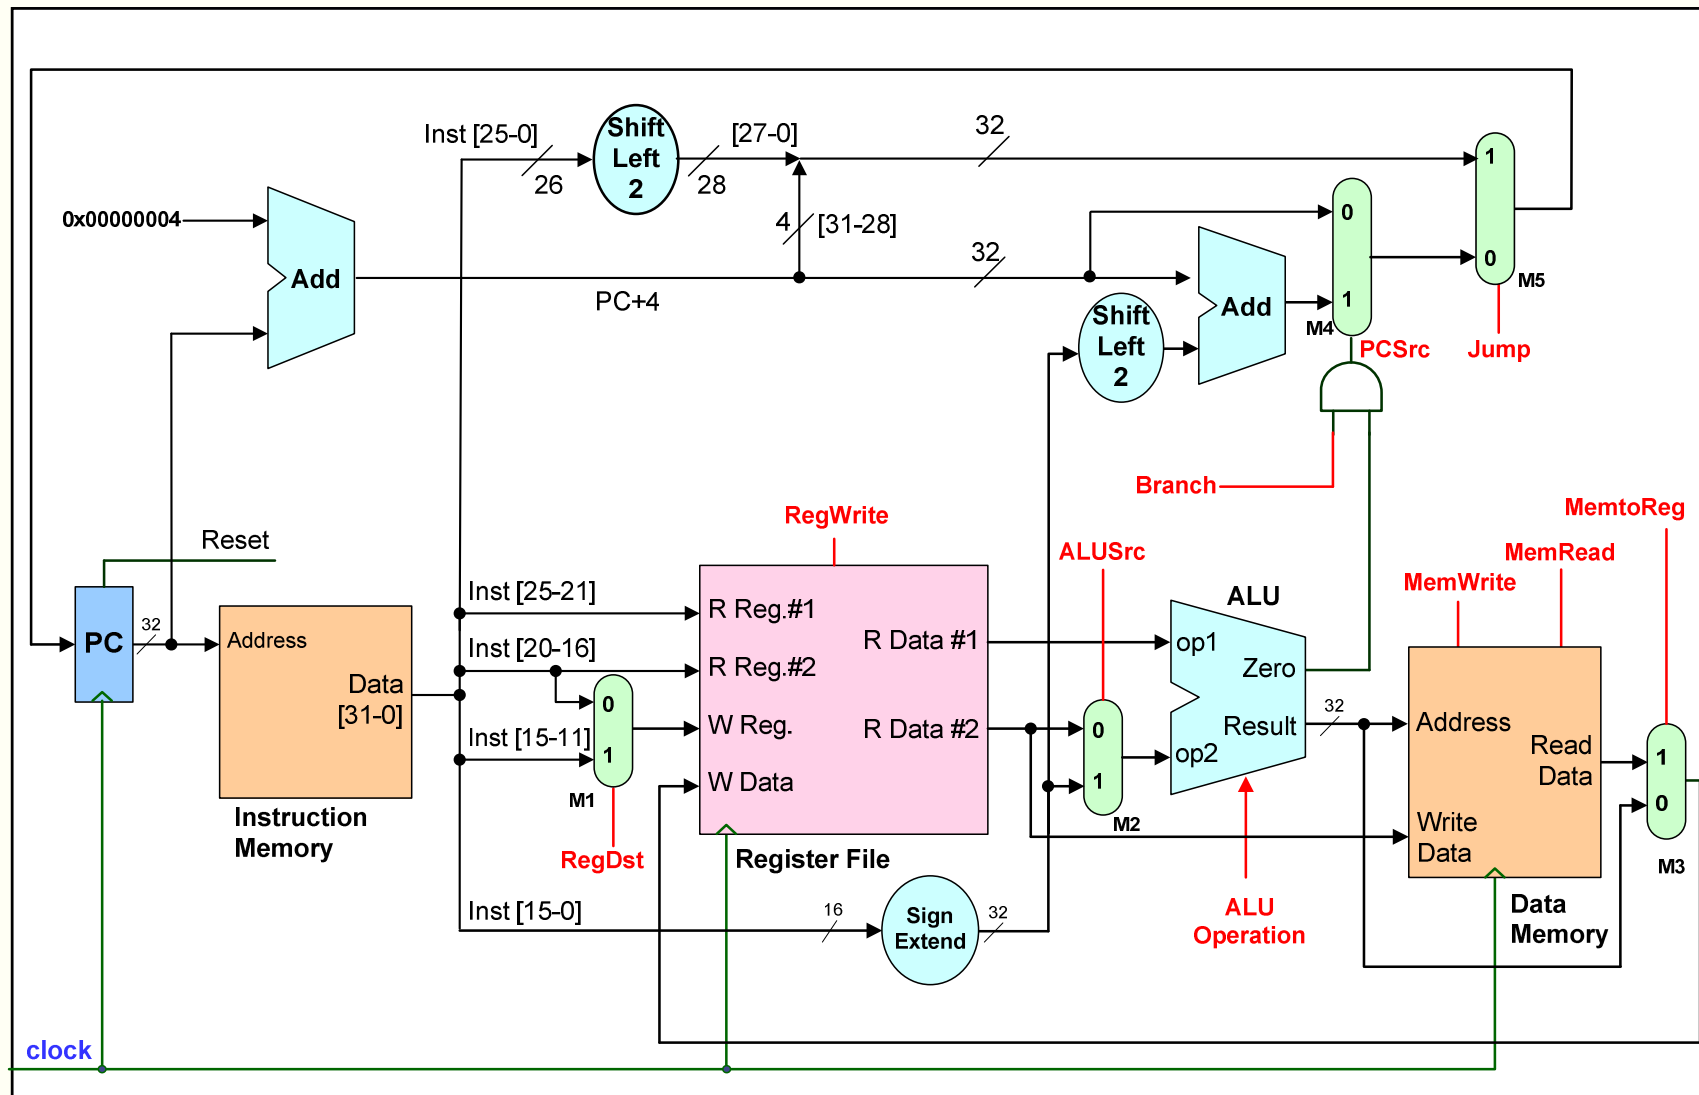 Inst [25-0]
26
Shift
Left
2
28
[27-0]
32
1
0
M5
Jump
0x00000004
Add
4
[31-28]
PC+4
32
0
1
M4
PCSrc
Shift
Left
2
Add
Branch
Reset
PC
32
Address
Data
[31-0]
Instruction
Memory
Inst [25-21]
Inst [20-16]
Inst [15-11]
0
1
M1
RegDst
RegWrite
R Reg.#1
R Reg.#2
W Reg.
W Data
R Data #1
R Data #2
Register File
Inst [15-0]
16
Sign
Extend
32
ALUSrc
0
1
M2
ALU
op1
Zero
Result
op2
32
ALU
Operation
MemWrite
MemRead
MemtoReg
Address
Read
Data
Write
Data
Data
Memory
1
0
M3
clock